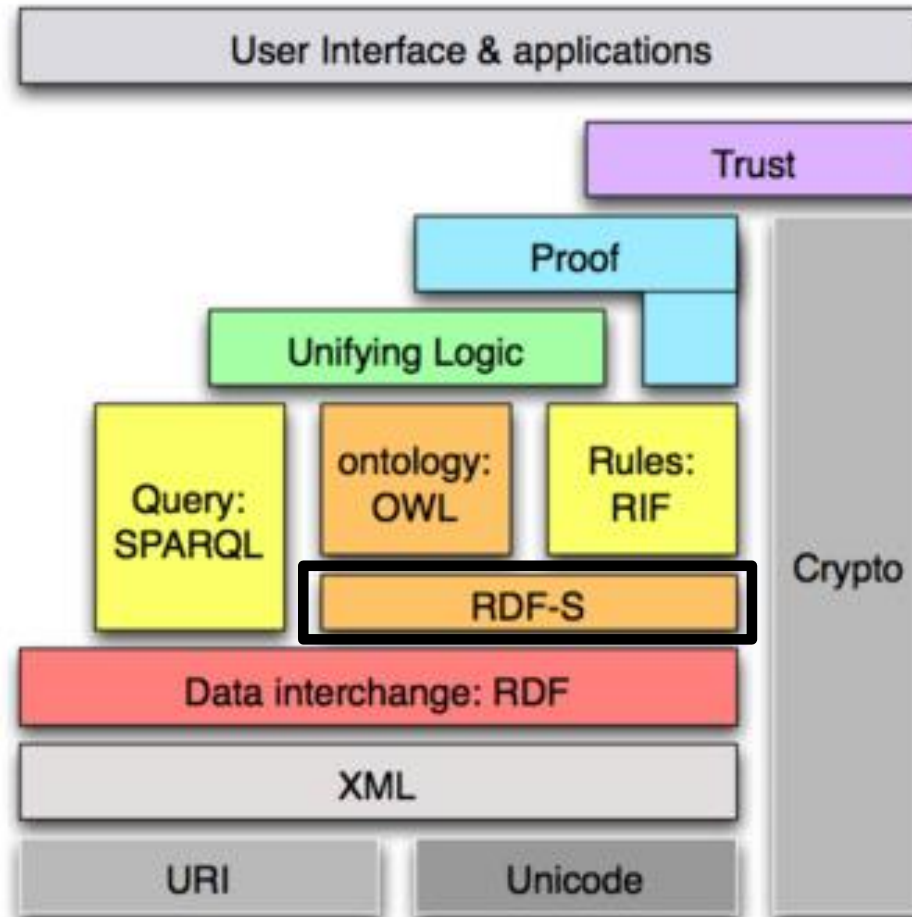 User Interface & applications
Trust
Proof
Unifying Logic
Query:
SPARQL
ontology:
OWL
Rules:
RIF
Crypto
RDF-S
Data interchange: RDF
XML
URI
Unicode